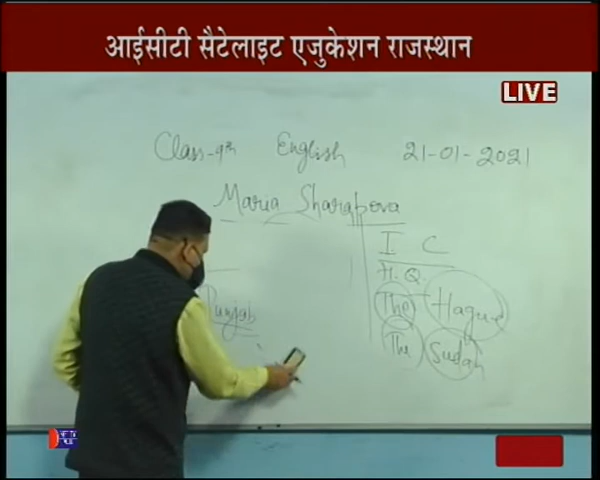 आईसीटी सैटेलाइट एजुकेशन राजस्थान
LIVE
Class-9th English 21-01-2021
Maria Sharapova
I C
H.Q.
The Hague
The Sudan
Punjab